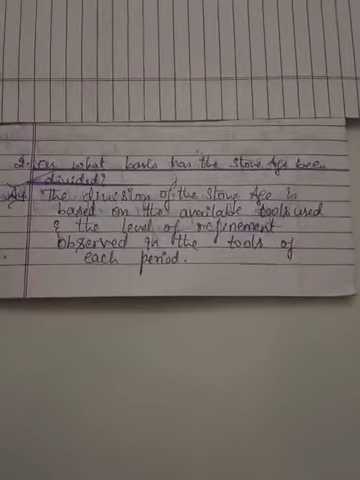 2. On what basis has the Stone Age been
divided?
Ans The division of the Stone Age is
based on the available tools used
& the level of refinement
observed in the tools of
each period.